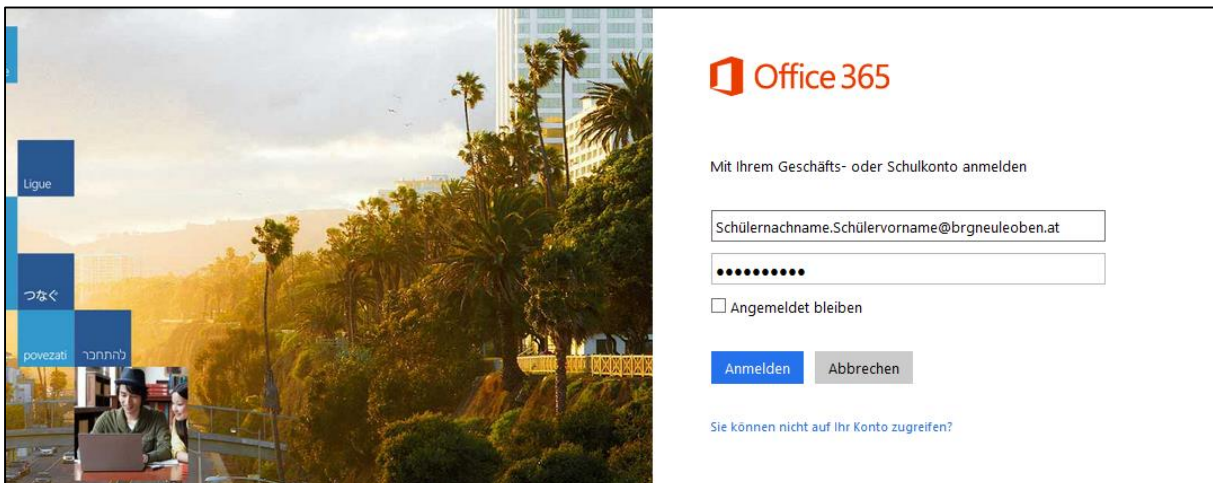 Ligue
つなぐ
povezati
להתחבר
Office 365
Mit Ihrem Geschäfts- oder Schulkonto anmelden
Schülernachname.Schülervorname@brgneuleoben.at
Angemeldet bleiben
Anmelden
Abbrechen
Sie können nicht auf Ihr Konto zugreifen?